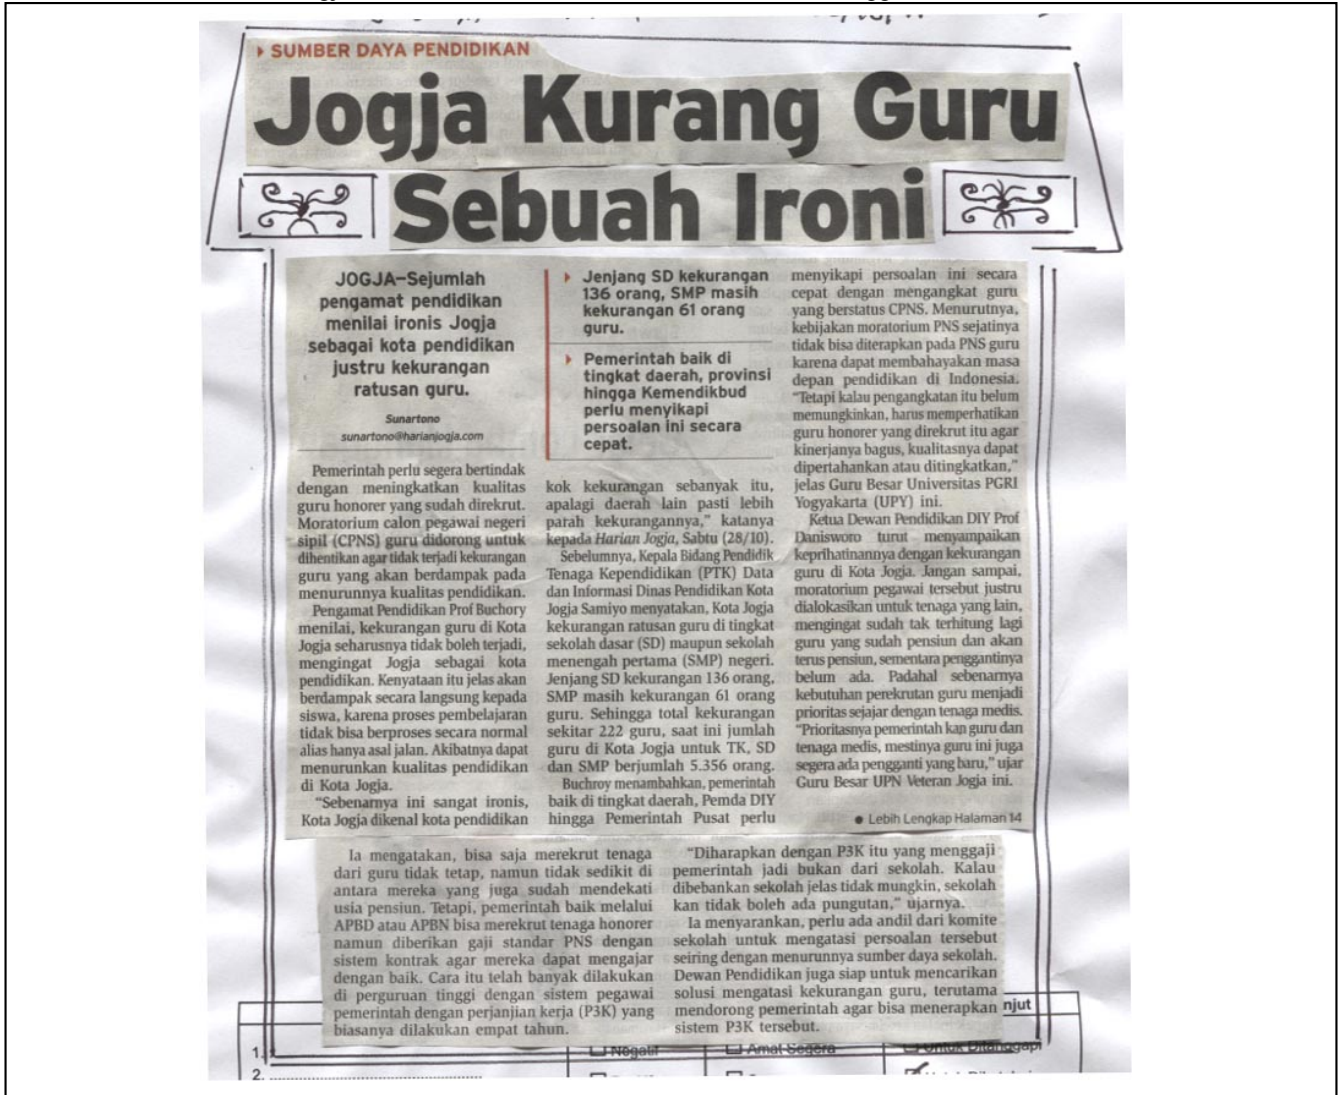 SUMBER DAYA PENDIDIKAN
Jogja Kurang Guru
Sebuah Ironi
JOGJA—Sejumlah
pengamat pendidikan
menilai ironis Jogja
sebagai kota pendidikan
justru kekurangan
ratusan guru.
Sunartono
sunartono@harianjogja.com
Pemerintah perlu segera bertindak
dengan meningkatkan kualitas
guru honorer yang sudah direkrut.
Moratorium calon pegawai negeri
sipil (CPNS) guru didorong untuk
dihentikan agar tidak terjadi kekurangan
guru yang akan berdampak pada
menurunnya kualitas pendidikan.
Pengamat Pendidikan Prof Buchory
menilai, kekurangan guru di Kota
Jogja seharusnya tidak boleh terjadi,
mengingat Jogja sebagai kota
pendidikan. Kenyataan itu jelas akan
berdampak secara langsung kepada
siswa, karena proses pembelajaran
tidak bisa berproses secara normal
alias hanya asal jalan. Akibatnya dapat
menurunkan kualitas pendidikan
di Kota Jogja.
“Sebenarnya ini sangat ironis,
Kota Jogja dikenal kota pendidikan
Jenjang SD kekurangan
136 orang, SMP masih
kekurangan 61 orang
guru.
Pemerintah baik di
tingkat daerah, provinsi
hingga Kemendikbud
perlu menyikapi
persoalan ini secara
cepat.
kok kekurangan sebanyak itu,
apalagi daerah lain pasti lebih
parah kekurangannya,” katanya
kepada Harian Jogja, Sabtu (28/10).
Sebelumnya, Kepala Bidang Pendidik
Tenaga Kependidikan (PTK) Data
dan Informasi Dinas Pendidikan Kota
Jogja Samiyo menyatakan, Kota Jogja
kekurangan ratusan guru di tingkat
sekolah dasar (SD) maupun sekolah
menengah pertama (SMP) negeri.
Jenjang SD kekurangan 136 orang,
SMP masih kekurangan 61 orang
guru. Sehingga total kekurangan
sekitar 222 guru, saat ini jumlah
guru di Kota Jogja untuk TK, SD
dan SMP berjumlah 5.356 orang.
Buchroy menambahkan, pemerintah
baik di tingkat daerah, Pemda DIY
hingga Pemerintah Pusat perlu
menyikapi persoalan ini secara
cepat dengan mengangkat guru
yang berstatus CPNS. Menurutnya,
kebijakan moratorium PNS sejatinya
tidak bisa diterapkan pada PNS guru
karena dapat membahayakan masa
depan pendidikan di Indonesia.
“Tetapi kalau pengangkatan itu belum
memungkinkan, harus memperhatikan
guru honorer yang direkrut itu agar
kinerjanya bagus, kualitasnya dapat
dipertahankan atau ditingkatkan,”
jelas Guru Besar Universitas PGRI
Yogyakarta (UPY) ini.
Ketua Dewan Pendidikan DIY Prof
Danisworo turut menyampaikan
keprihatinannya dengan kekurangan
guru di Kota Jogja. Jangan sampai,
moratorium pegawai tersebut justru
dialokasikan untuk tenaga yang lain,
mengingat sudah tak terhitung lagi
guru yang sudah pensiun dan akan
terus pensiun, sementara penggantinya
belum ada. Padahal sebenarnya
kebutuhan perekrutan guru menjadi
prioritas sejajar dengan tenaga medis.
“Prioritasnya pemerintah kan guru dan
tenaga medis, mestinya guru ini juga
segera ada pengganti yang baru,” ujar
Guru Besar UPN Veteran Jogja ini.
Lebih Lengkap Halaman 14
Ia mengatakan, bisa saja merekrut tenaga
dari guru tidak tetap, namun tidak sedikit di
antara mereka yang juga sudah mendekati
usia pensiun. Tetapi, pemerintah baik melalui
APBD atau APBN bisa merekrut tenaga honorer
namun diberikan gaji standar PNS dengan
sistem kontrak agar mereka dapat mengajar
dengan baik. Cara itu telah banyak dilakukan
di perguruan tinggi dengan sistem pegawai
pemerintah dengan perjanjian kerja (P3K) yang
biasanya dilakukan empat tahun.
“Diharapkan dengan P3K itu yang menggaji
pemerintah jadi bukan dari sekolah. Kalau
dibebankan sekolah jelas tidak mungkin, sekolah
kan tidak boleh ada pungutan,” ujarnya.
Ia menyarankan, perlu ada andil dari komite
sekolah untuk mengatasi persoalan tersebut
seiring dengan menurunnya sumber daya sekolah.
Dewan Pendidikan juga siap untuk mencarikan
solusi mengatasi kekurangan guru, terutama
mendorong pemerintah agar bisa menerapkan
sistem P3K tersebut.
njut
1.
Negatif
Amat Segera
Untuk Ditanggapi
2.